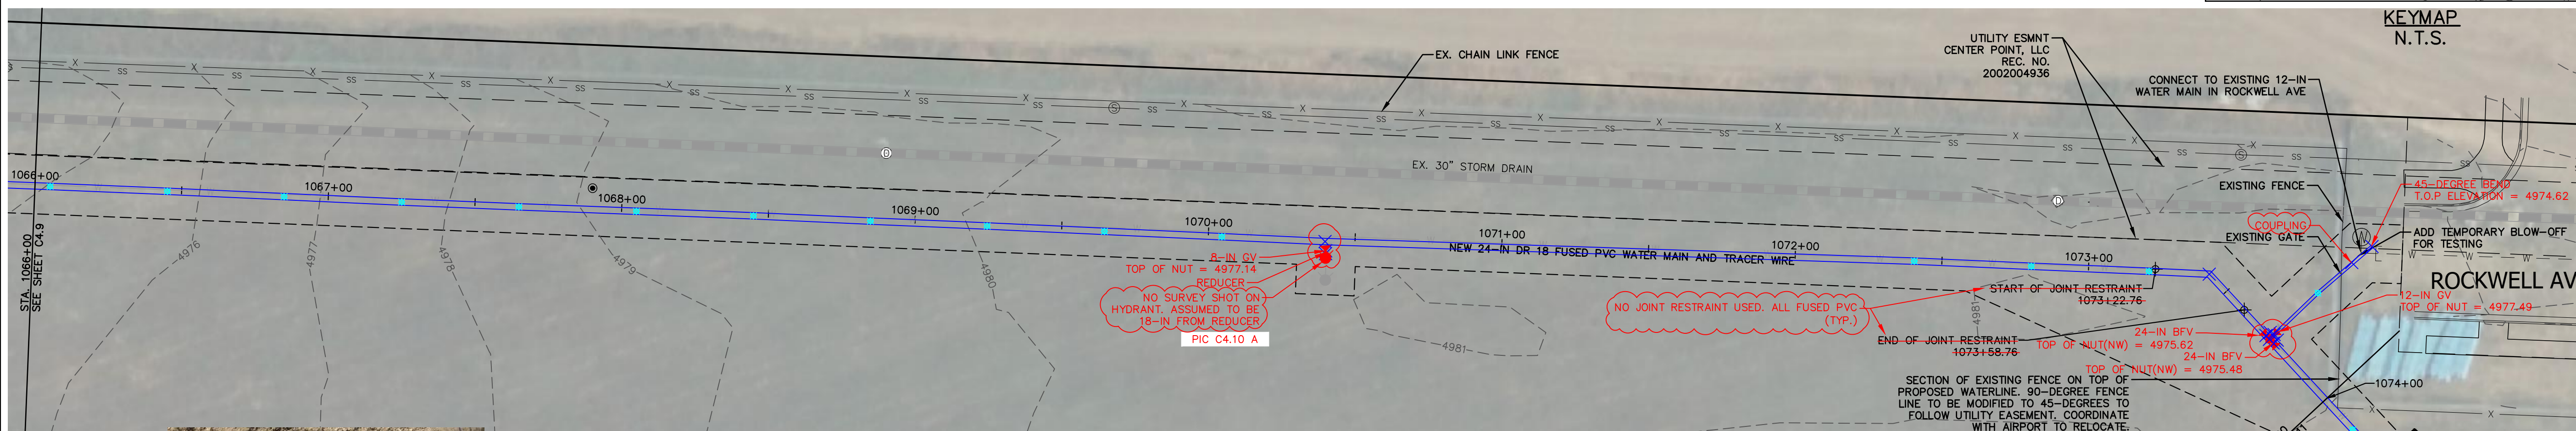 KEYMAP
N.T.S.
EX. CHAIN LINK FENCE
UTILITY ESMNT
CENTER POINT, LLC
REC. NO.
2002004936
CONNECT TO EXISTING 12-IN
WATER MAIN IN ROCKWELL AVE
EX. 30" STORM DRAIN
EXISTING FENCE
45-DEGREE BEND
T.O.P ELEVATION = 4974.62
COUPLING
EXISTING GATE
ADD TEMPORARY BLOW-OFF
FOR TESTING
ROCKWELL AV
1066+00
1067+00
1068+00
1069+00
1070+00
1071+00
1072+00
1073+00
1074+00
STA. 1066+00
SEE SHEET C4.9
4976
4977
4978
4979
4980
4981
4981
NEW 24-IN DR 18 FUSED PVC WATER MAIN AND TRACER WIRE
8-IN GV
TOP OF NUT = 4977.14
REDUCER
NO SURVEY SHOT ON
HYDRANT. ASSUMED TO BE
18-IN FROM REDUCER
PIC C4.10 A
NO JOINT RESTRAINT USED. ALL FUSED PVC
(TYP.)
START OF JOINT RESTRAINT
1073+22.76
END OF JOINT RESTRAINT
1073+58.76
12-IN GV
TOP OF NUT = 4977.49
24-IN BFV
TOP OF NUT(NW) = 4975.62
24-IN BFV
TOP OF NUT(NW) = 4975.48
SECTION OF EXISTING FENCE ON TOP OF
PROPOSED WATERLINE. 90-DEGREE FENCE
LINE TO BE MODIFIED TO 45-DEGREES TO
FOLLOW UTILITY EASEMENT. COORDINATE
WITH AIRPORT TO RELOCATE.